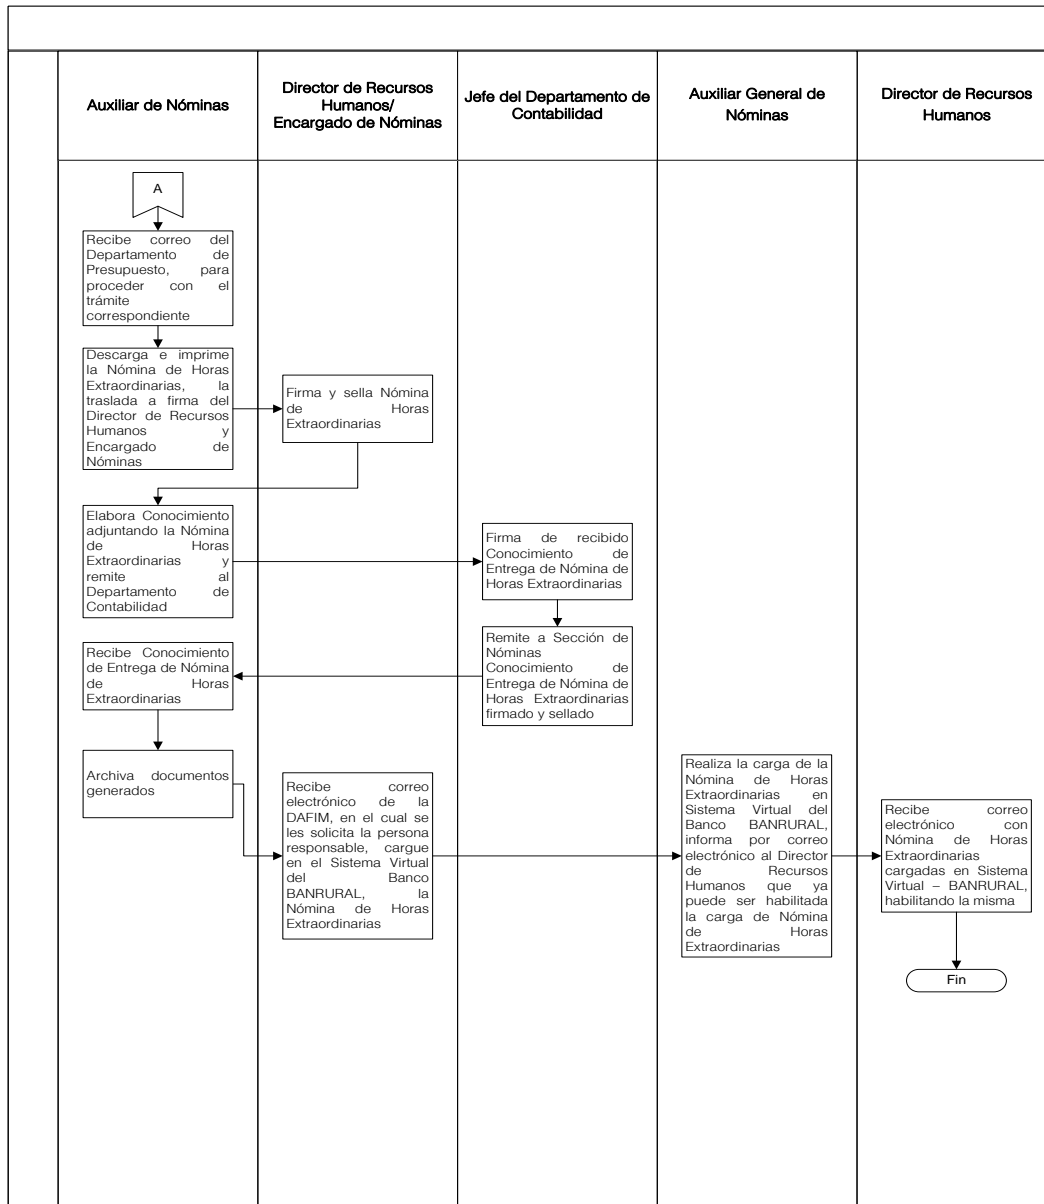 Auxiliar de Nóminas
Director de Recursos
Humanos/
Encargado de Nóminas
Jefe del Departamento de
Contabilidad
Auxiliar General de
Nóminas
Director de Recursos
Humanos
A
Recibe correo del
Departamento de
Presupuesto, para
proceder con el
trámite
correspondiente
Descarga e imprime
la Nómina de Horas
Extraordinarias, la
traslada a firma del
Director de Recursos
Humanos y
Encargado de
Nóminas
Firma y sella Nómina
de Horas
Extraordinarias
Elabora Conocimiento
adjuntando la Nómina
de Horas
Extraordinarias y
remite al
Departamento de
Contabilidad
Firma de recibido
Conocimiento de
Entrega de Nómina de
Horas Extraordinarias
Remite a Sección de
Nóminas
Conocimiento de
Entrega de Nómina de
Horas Extraordinarias
firmado y sellado
Recibe Conocimiento
de Entrega de Nómina
de Horas
Extraordinarias
Archiva documentos
generados
Recibe correo
electrónico de la
DAFIM, en el cual se
les solicita la persona
responsable, cargue
en el Sistema Virtual
del Banco
BANRURAL, la
Nómina de Horas
Extraordinarias
Realiza la carga de la
Nómina de Horas
Extraordinarias en
Sistema Virtual del
Banco BANRURAL,
informa por correo
electrónico al Director
de Recursos
Humanos que ya
puede ser habilitada
la carga de Nómina
de Horas
Extraordinarias
Recibe correo
electrónico con
Nómina de Horas
Extraordinarias
cargadas en Sistema
Virtual – BANRURAL,
habilitando la misma
Fin